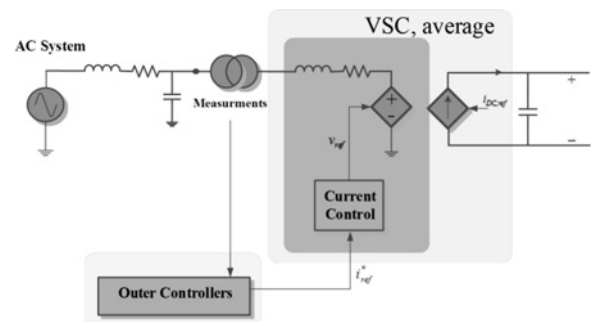 VSC, average
AC System
Measurments
+
-
i_DC,ref
+
–
v_ref
Current
Control
Outer Controllers
i*_ref